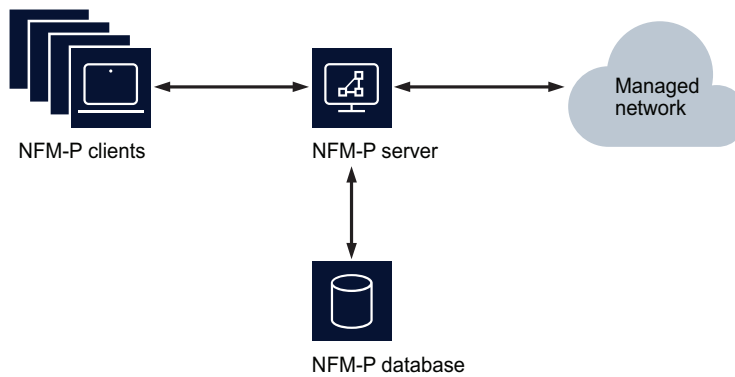 Managed
network
NFM-P clients
NFM-P server
NFM-P database